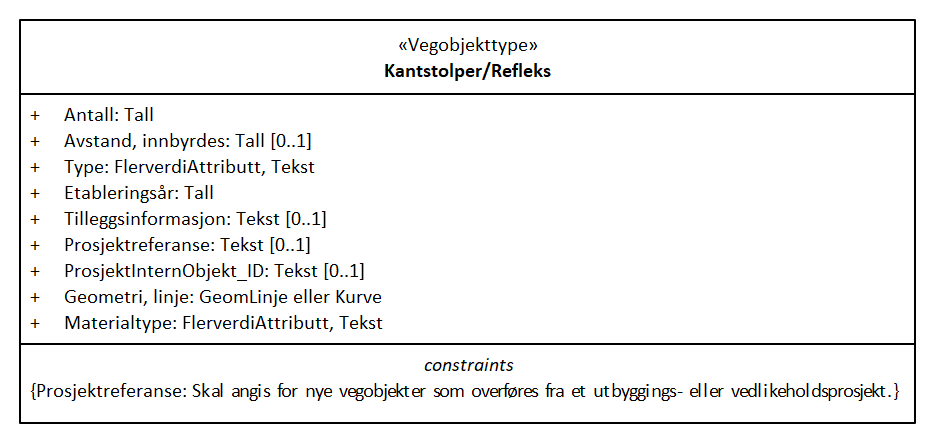 «Vegobjekttype»
Kantstolper/Refleks
+ Antall: Tall
+ Avstand, innbyrdes: Tall [0..1]
+ Type: FlerverdiAttributt, Tekst
+ Etableringsår: Tall
+ Tilleggsinformasjon: Tekst [0..1]
+ Prosjektreferanse: Tekst [0..1]
+ ProsjektInternObjekt_ID: Tekst [0..1]
+ Geometri, linje: GeomLinje eller Kurve
+ Materialtype: FlerverdiAttributt, Tekst
constraints
{Prosjektreferanse: Skal angis for nye vegobjekter som overføres fra et utbyggings- eller vedlikeholdsprosjekt.}